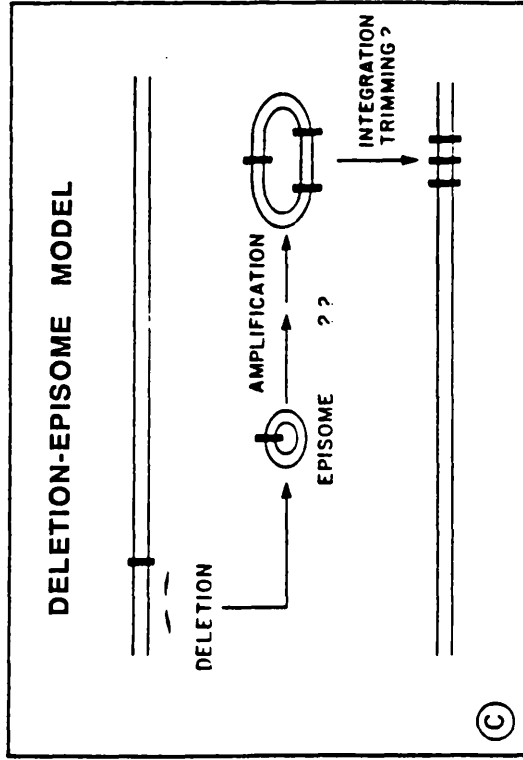 DELETION-EPISOME MODEL
DELETION
EPISOME
AMPLIFICATION
??
INTEGRATION
TRIMMING?
C